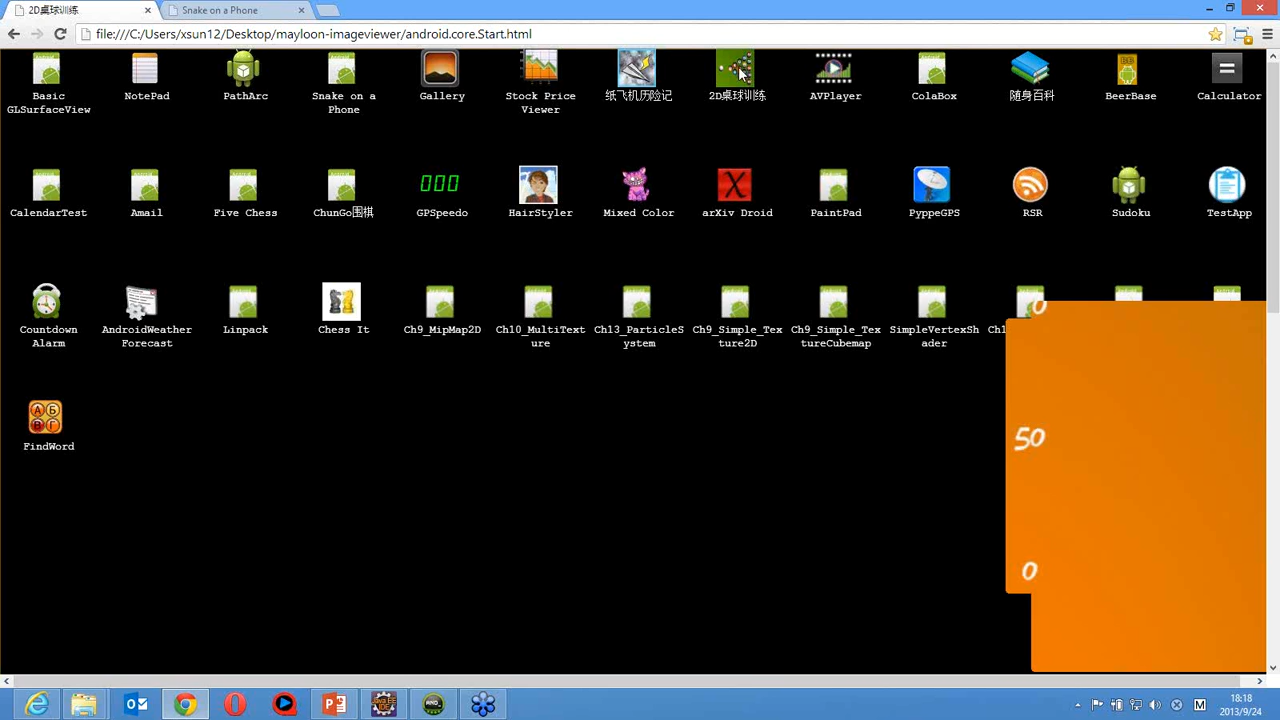 2D桌球训练
Snake on a Phone
file:///C:/Users/xsun12/Desktop/mayloon-imageviewer/android.core.Start.html
Basic GLSurfaceView
NotePad
PathArc
Snake on a Phone
Gallery
Stock Price Viewer
纸飞机历险记
2D桌球训练
AVPlayer
ColaBox
随身百科
BeerBase
Calculator
CalendarTest
Amail
Five Chess
ChunGo围棋
000
GPSpeedo
HairStyler
Mixed Color
X
arXiv Droid
PaintPad
PyppeGPS
RSR
Sudoku
TestApp
Countdown Alarm
AndroidWeather Forecast
Linpack
Chess It
Ch9_MipMap2D
Ch10_MultiText
ure
Ch13_ParticleS
ystem
Ch9_Simple_Tex
ture2D
Ch9_Simple_Tex
tureCubemap
SimpleVertexSh
ader
0
50
0
А Б
В Г
FindWord
18:18
2013/9/24